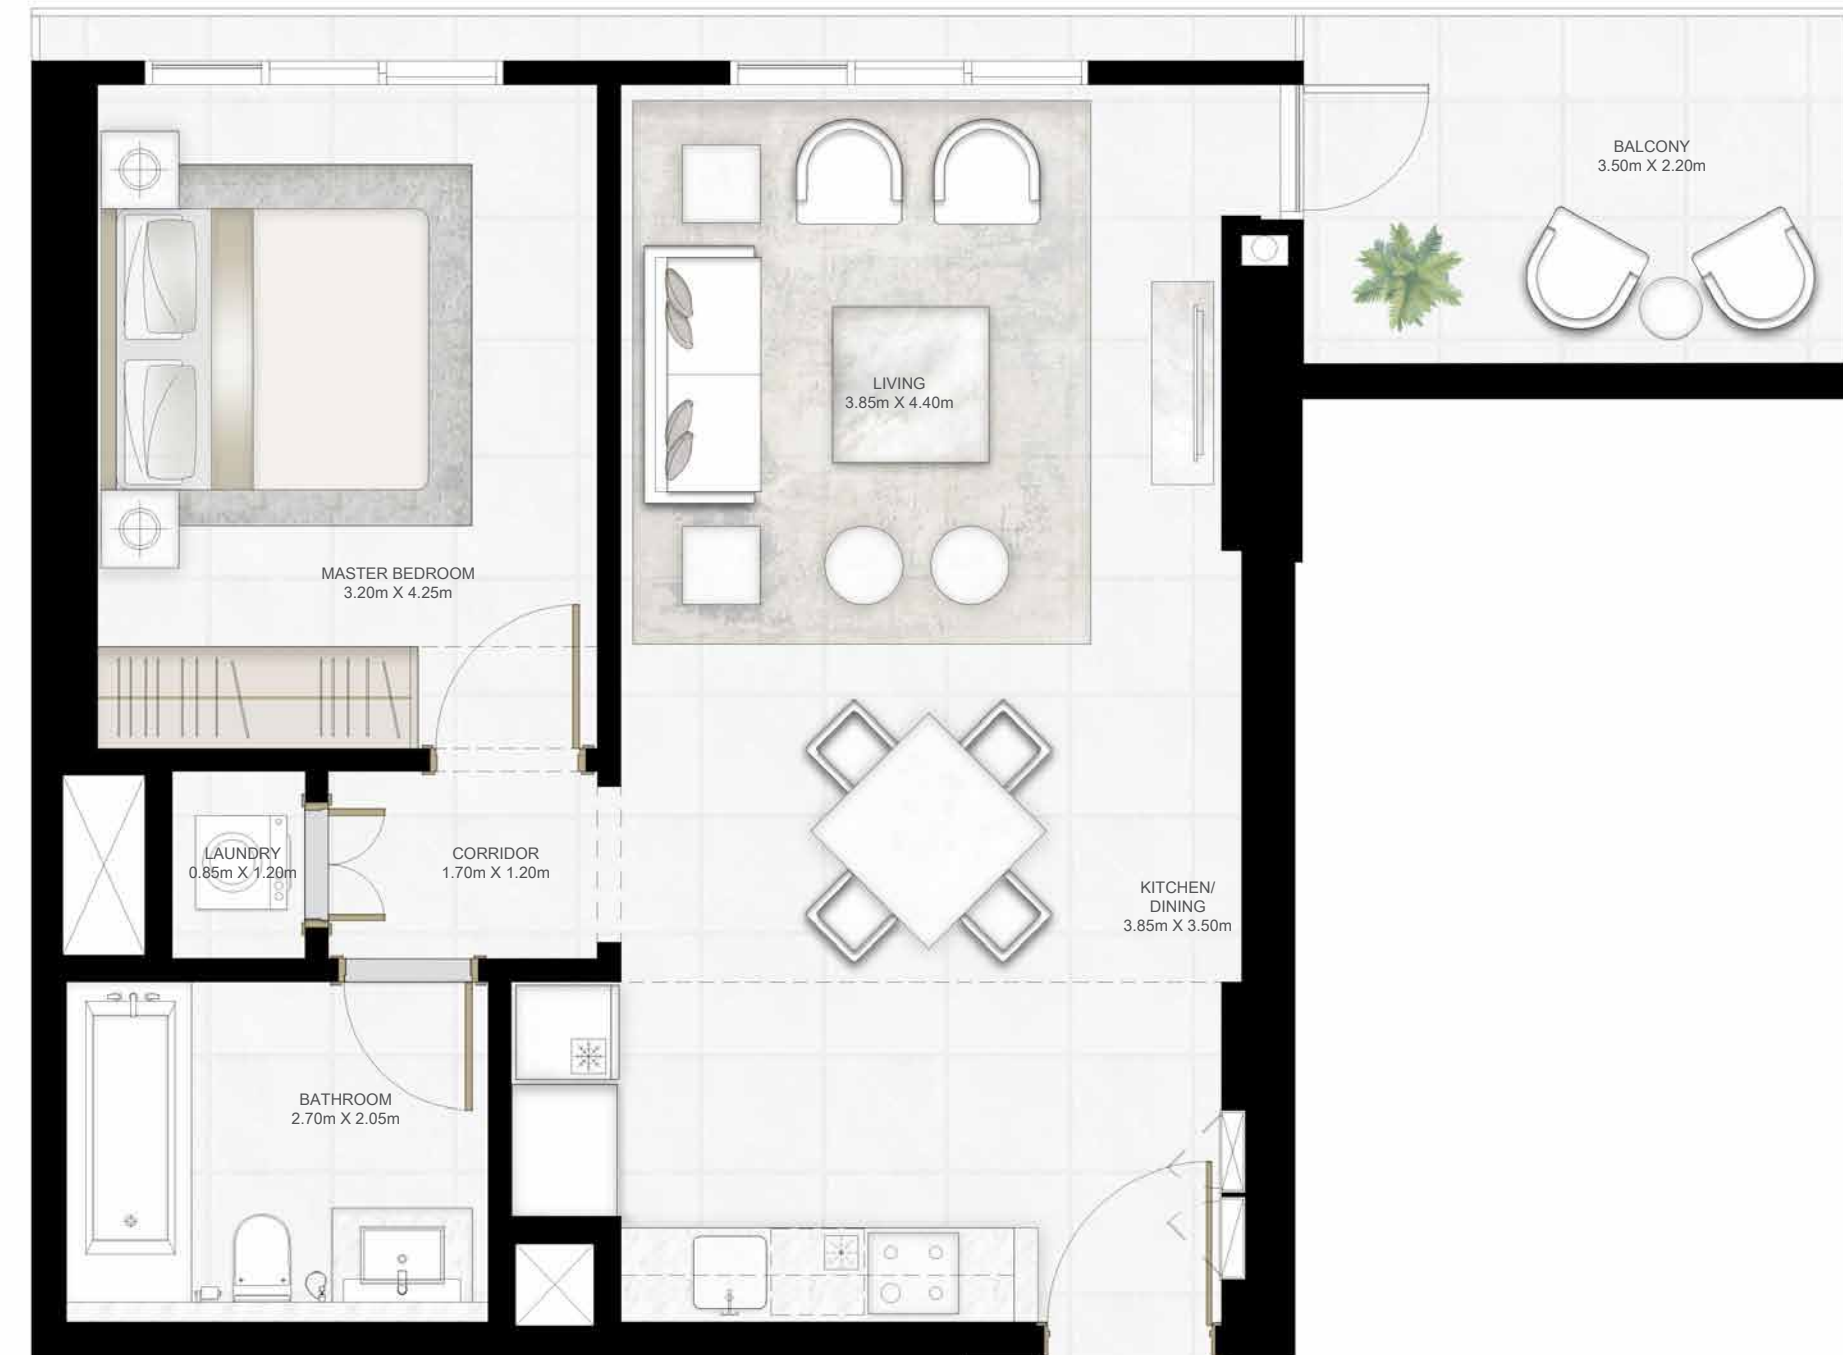 BALCONY
3.50m X 2.20m
LIVING
3.85m X 4.40m
MASTER BEDROOM
3.20m X 4.25m
LAUNDRY
0.85m X 1.20m
CORRIDOR
1.70m X 1.20m
KITCHEN/
DINING
3.85m X 3.50m
BATHROOM
2.70m X 2.05m